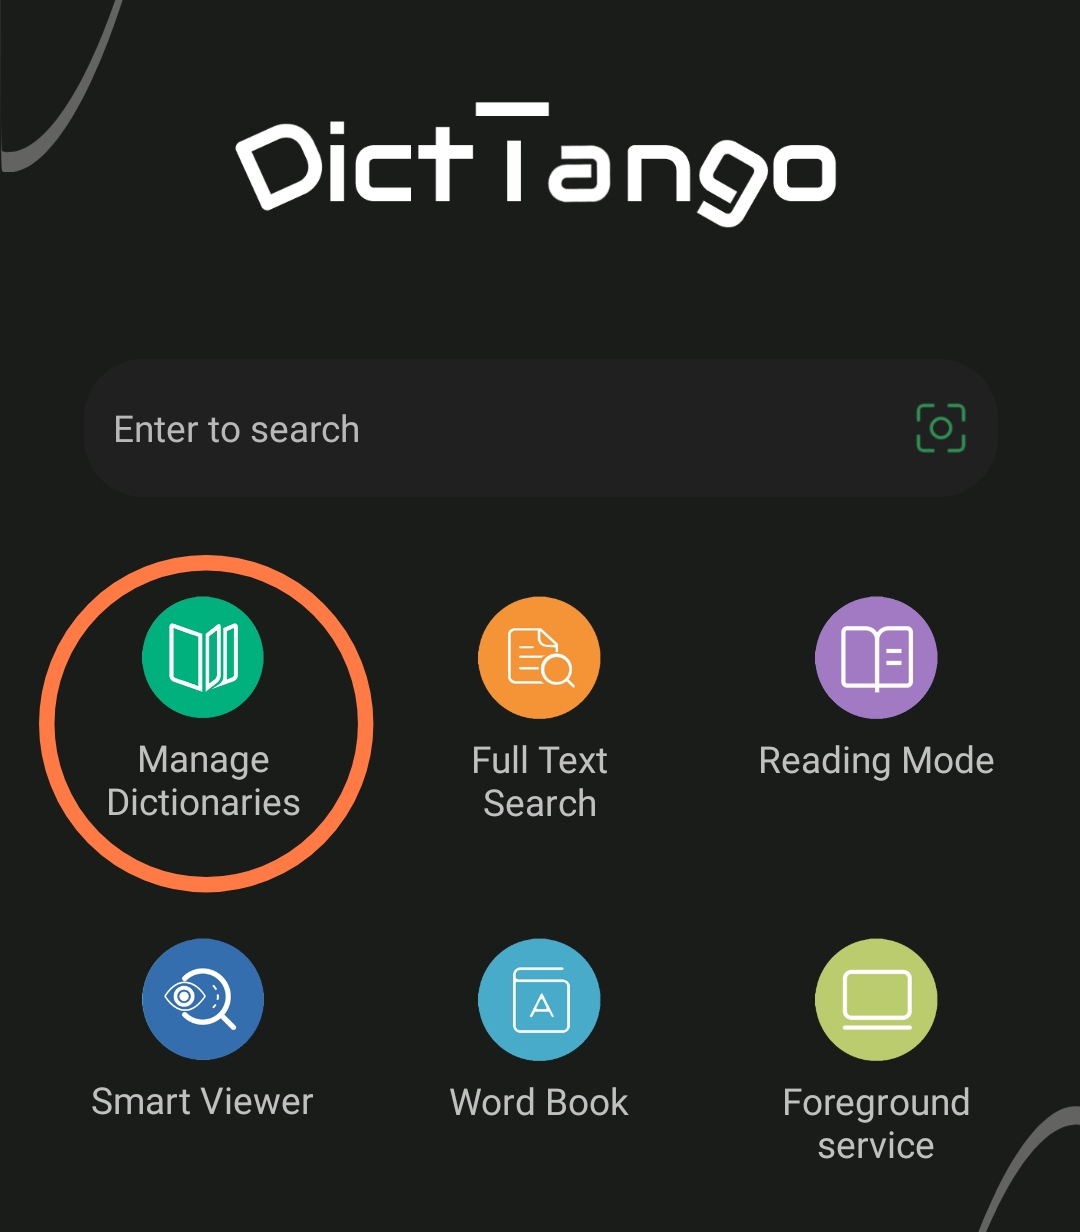 DictTango
Enter to search
Manage
Dictionaries
Full Text
Search
Reading Mode
Smart Viewer
A
Word Book
Foreground
service